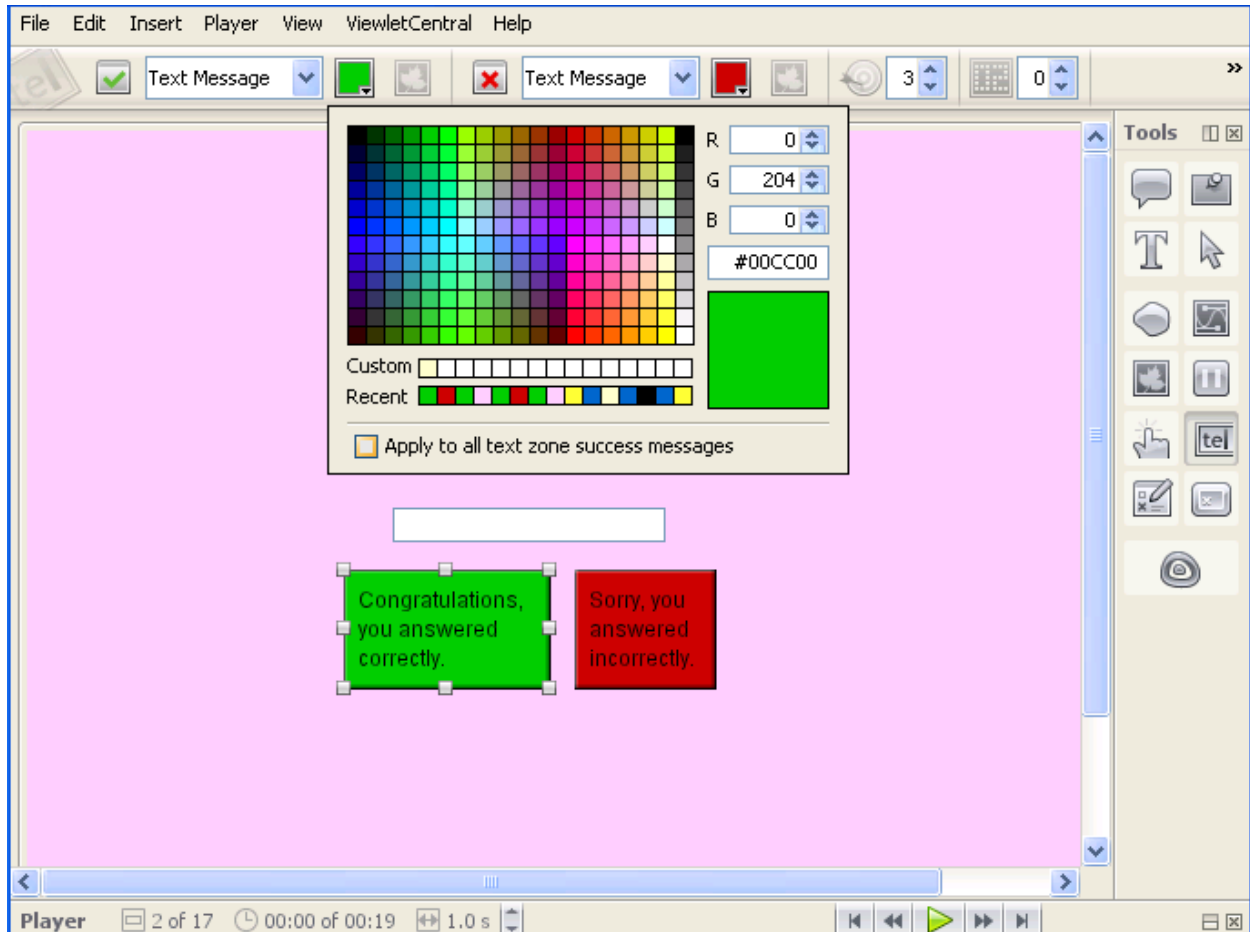 File Edit Insert Player View ViewletCentral Help
tel Text Message Text Message 3 0 »
Tools
R 0
G 204
B 0
#00CC00
Custom
Recent
Apply to all text zone success messages
T
tel
Congratulations,
you answered
correctly.
Sorry, you
answered
incorrectly.
Player 2 of 17 00:00 of 00:19 1.0 s